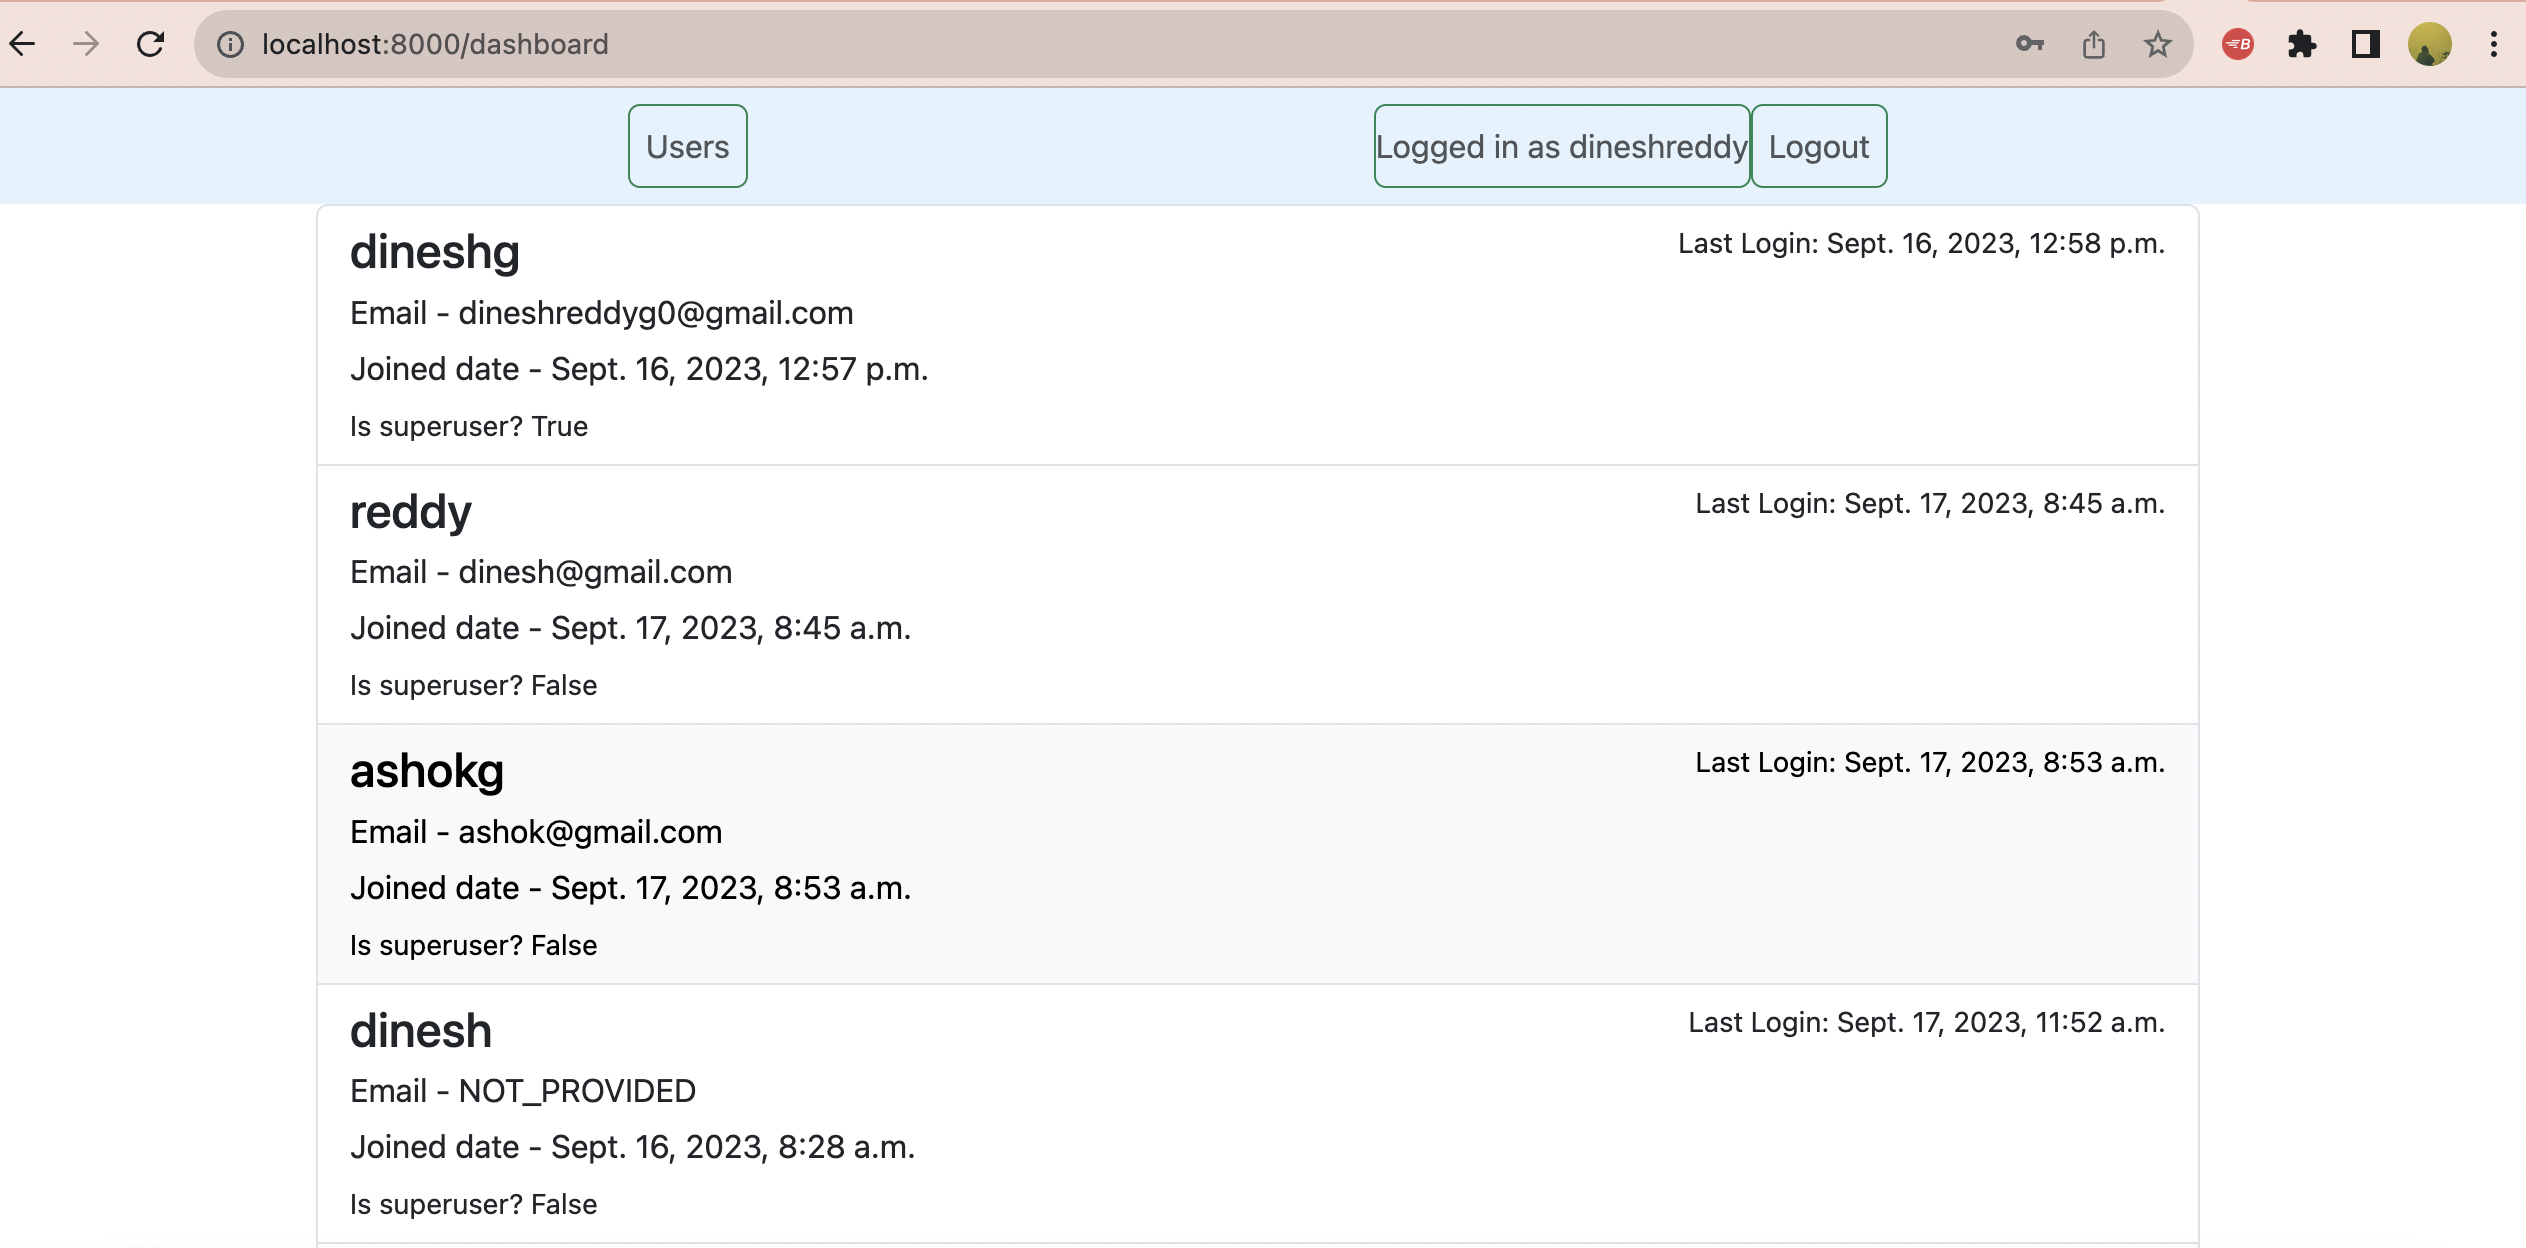 localhost:8000/dashboard
Users
Logged in as dineshreddy
Logout
dineshg
Last Login: Sept. 16, 2023, 12:58 p.m.
Email - dineshreddyg0@gmail.com
Joined date - Sept. 16, 2023, 12:57 p.m.
Is superuser? True
reddy
Last Login: Sept. 17, 2023, 8:45 a.m.
Email - dinesh@gmail.com
Joined date - Sept. 17, 2023, 8:45 a.m.
Is superuser? False
ashokg
Last Login: Sept. 17, 2023, 8:53 a.m.
Email - ashok@gmail.com
Joined date - Sept. 17, 2023, 8:53 a.m.
Is superuser? False
dinesh
Last Login: Sept. 17, 2023, 11:52 a.m.
Email - NOT_PROVIDED
Joined date - Sept. 16, 2023, 8:28 a.m.
Is superuser? False